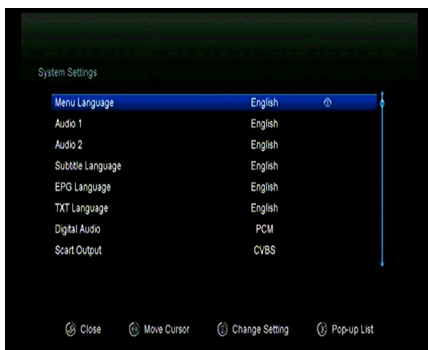 System Settings
Menu Language English
Audio 1 English
Audio 2 English
Subtitle Language English
EPG Language English
TXT Language English
Digital Audio PCM
Scart Output CVBS
Close Move Cursor Change Setting Pop-up List